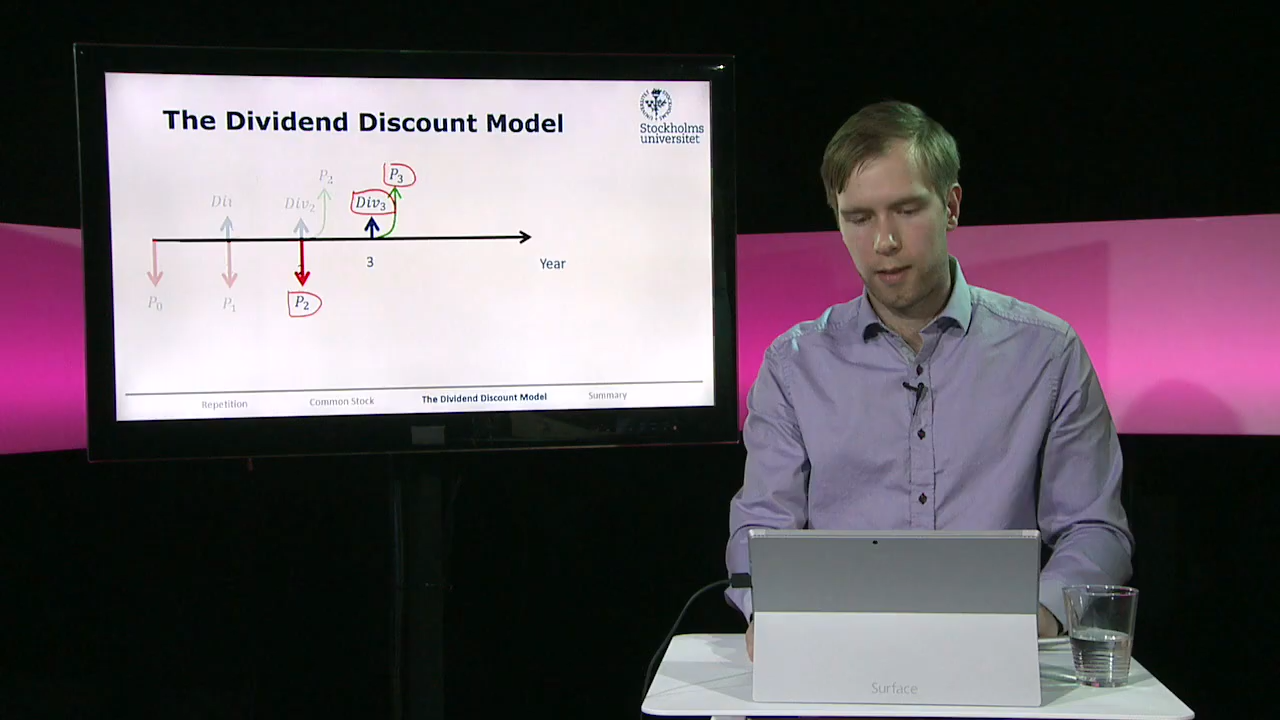 The Dividend Discount Model
Stockholms
universitet
P₂
P₃
Div₂
Div₃
3
Year
P₀
P₁
P₂
Repetition
Common Stock
The Dividend Discount Model
Summary
Surface